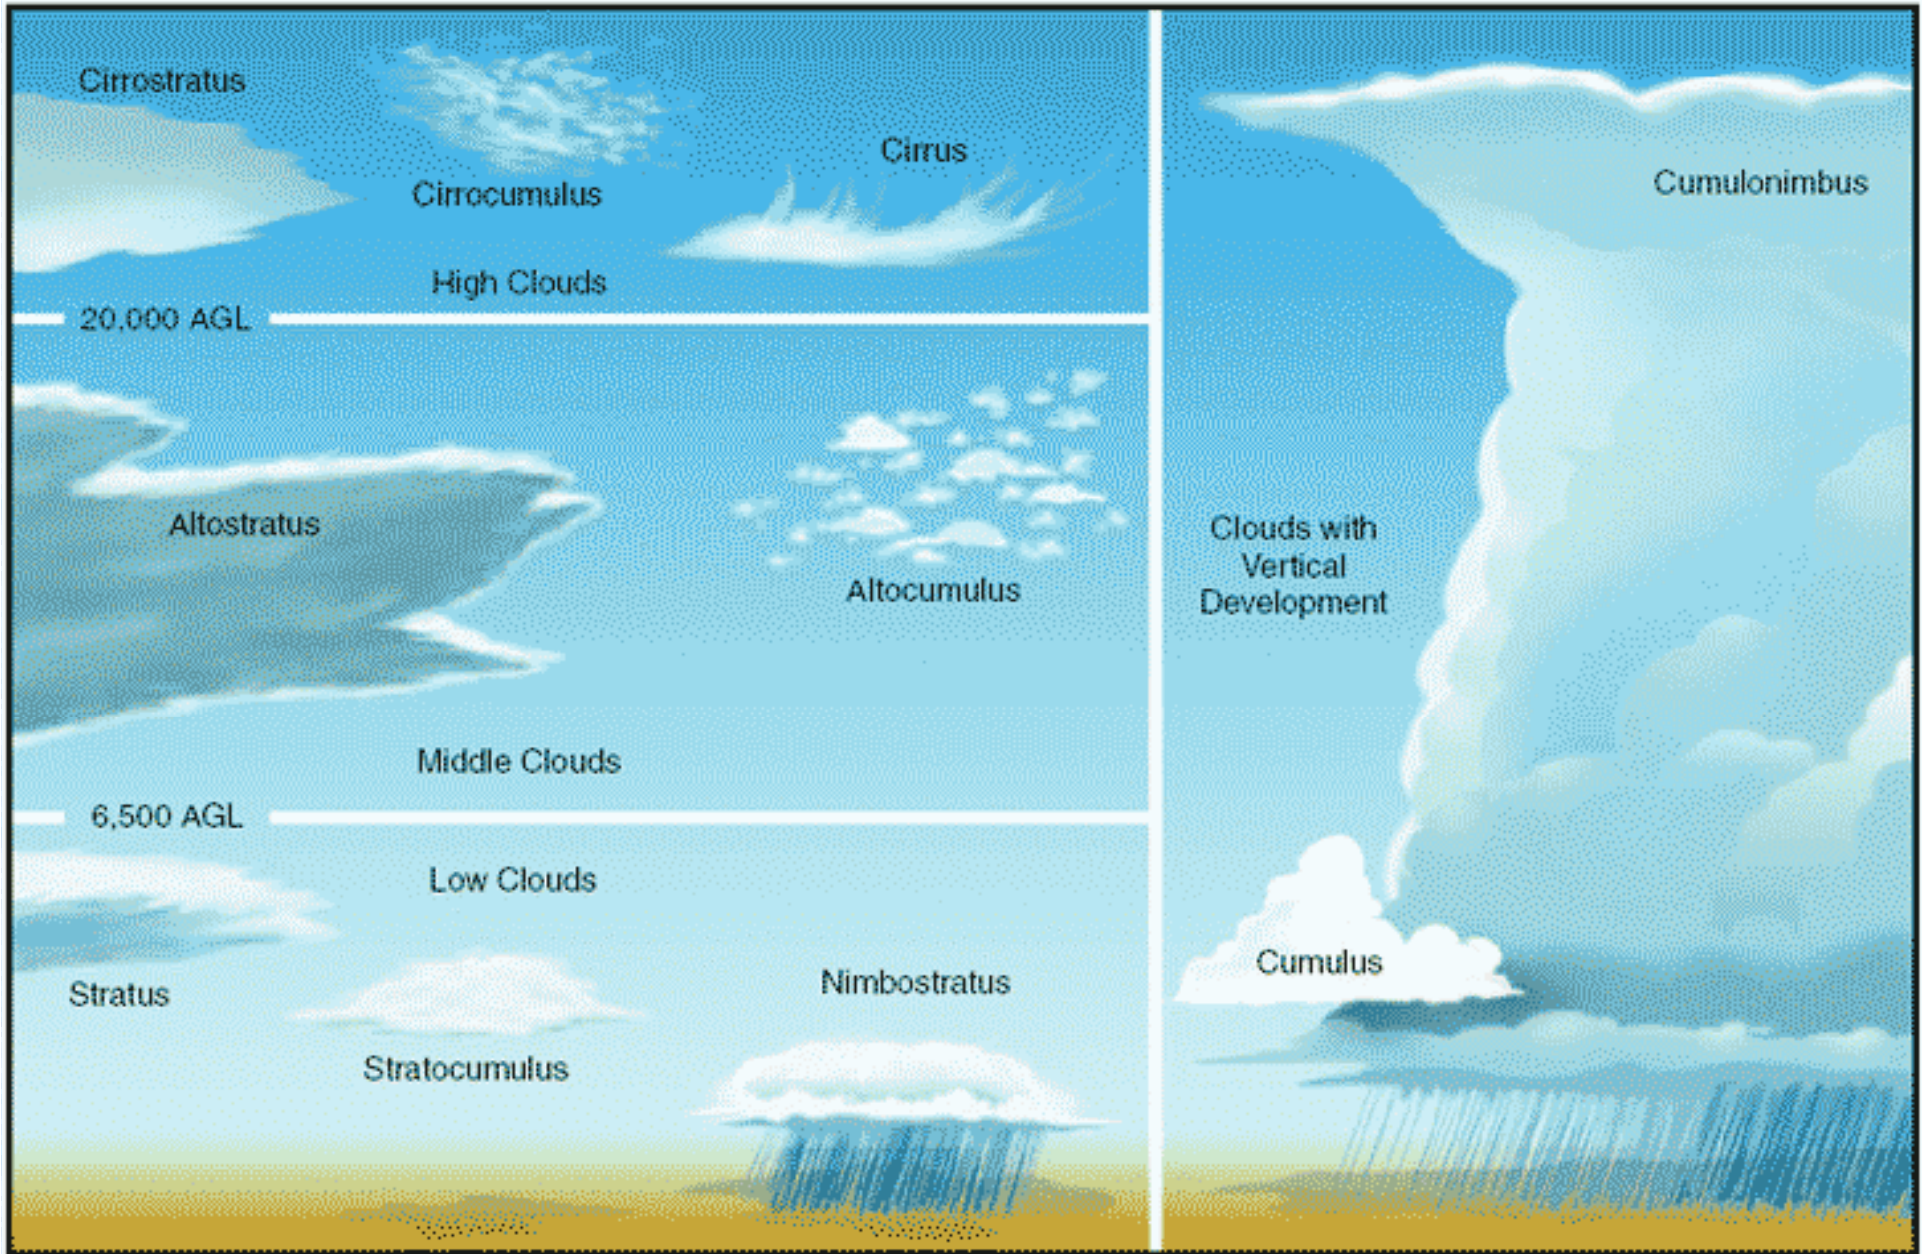 Cirrostratus
Cirrocumulus
Cirrus
High Clouds
20,000 AGL
Altostratus
Altocumulus
Middle Clouds
6,500 AGL
Low Clouds
Stratus
Stratocumulus
Nimbostratus
Cumulonimbus
Clouds with
Vertical
Development
Cumulus